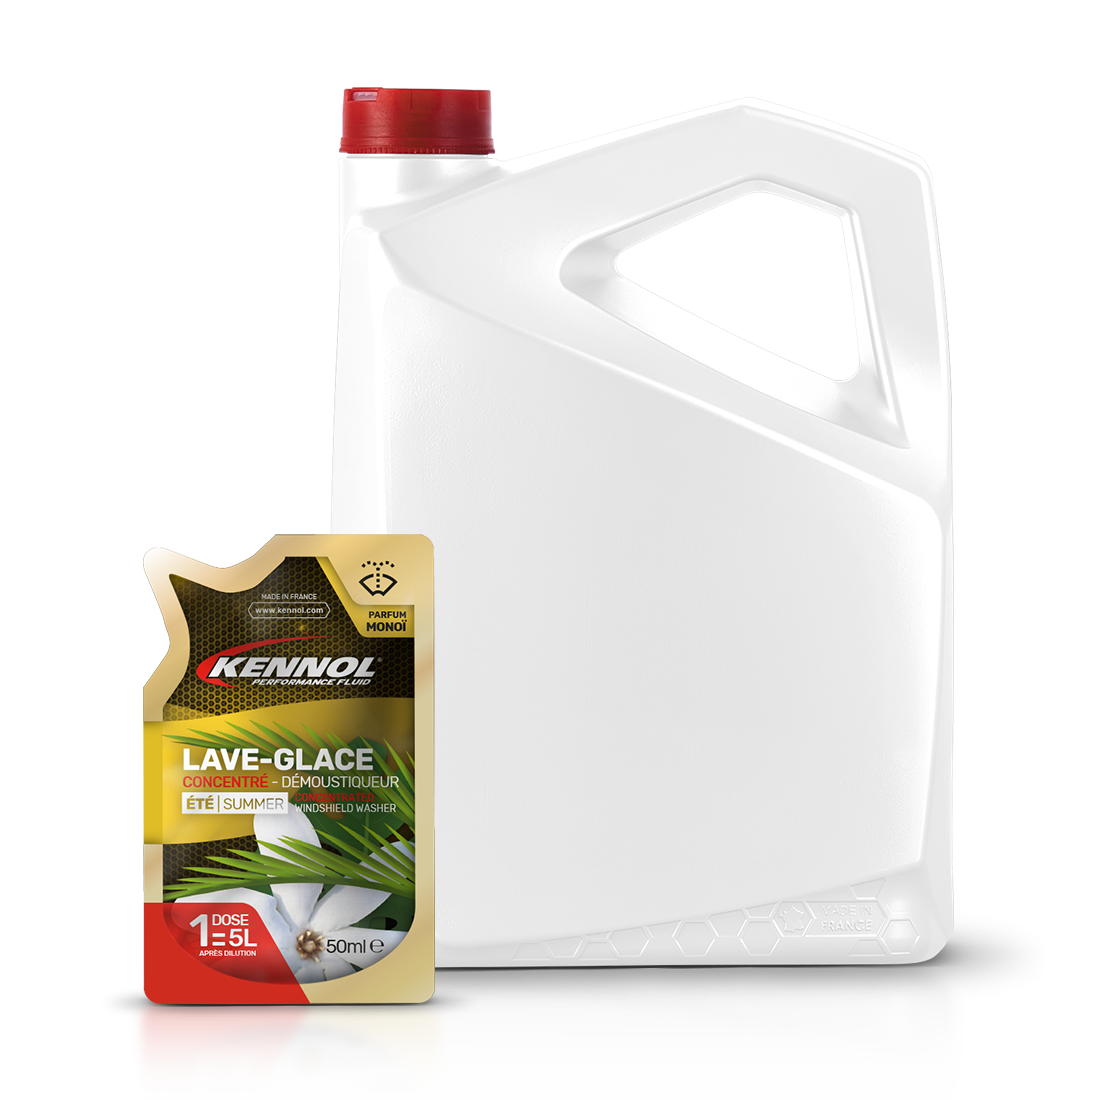 MADE IN FRANCE
www.kennol.com
PARFUM
MONOÏ
KENNOL®
PERFORMANCE FLUID
LAVE-GLACE
CONCENTRÉ - DÉMOUSTIQUEUR
ÉTÉ | SUMMER
CONCENTRATED
WINDSHIELD WASHER
1 DOSE
= 5L
APRÈS DILUTION
50ml e
MADE IN
FRANCE